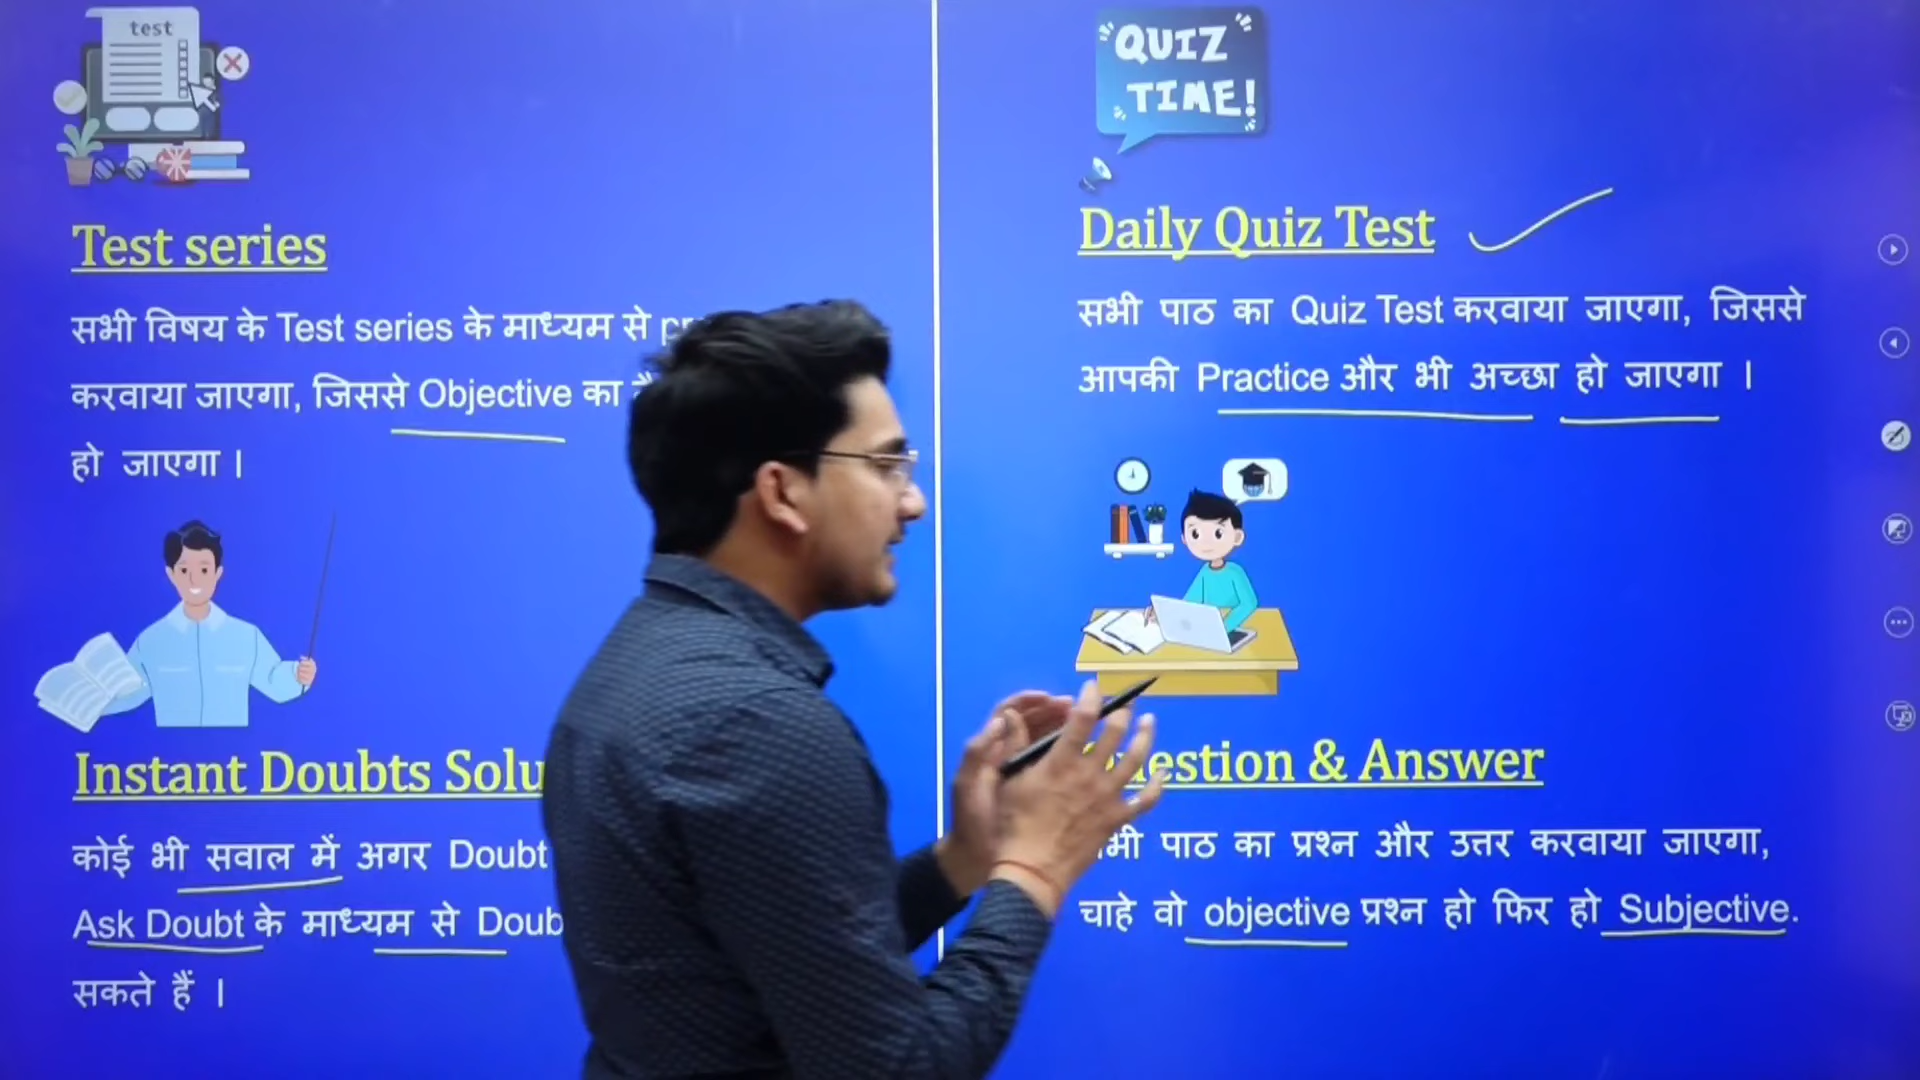 test
Test series
सभी विषय के Test series के माध्यम से
करवाया जाएगा, जिससे Objective का
हो जाएगा ।
Instant Doubts
कोई भी सवाल में अगर Doubt
Ask Doubt के माध्यम से
सकते हैं ।
QUIZ
TIME!
Daily Quiz Test
सभी पाठ का Quiz Test करवाया जाएगा, जिससे
आपकी Practice और भी अच्छा हो जाएगा ।
& Answer
पाठ का प्रश्न और उत्तर करवाया जाएगा,
चाहे वो objective प्रश्न हो फिर हो Subjective.